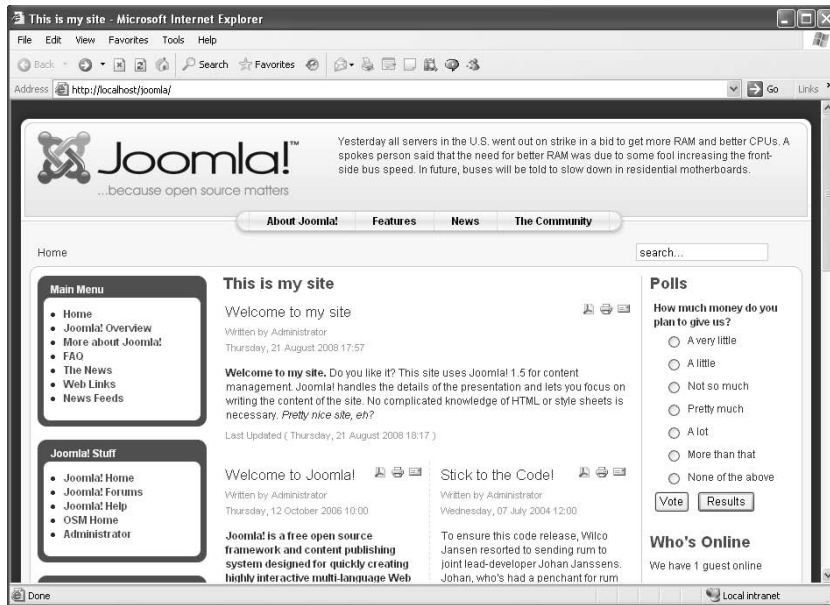 This is my site - Microsoft Internet Explorer
File Edit View Favorites Tools Help
Back Search Favorites
Address http://localhost/joomla/ Go Links »
Joomla!™
...because open source matters
Yesterday all servers in the U.S. went out on strike in a bid to get more RAM and better CPUs. A
spokes person said that the need for better RAM was due to some fool increasing the front-
side bus speed. In future, buses will be told to slow down in residential motherboards.
About Joomla! Features News The Community
Home
search...
Main Menu
Home
Joomla! Overview
More about Joomla!
FAQ
The News
Web Links
News Feeds
Joomla! Stuff
Joomla! Home
Joomla! Forums
Joomla! Help
OSM Home
Administrator
This is my site
Welcome to my site
Written by Administrator
Thursday, 21 August 2008 17:57
Welcome to my site. Do you like it? This site uses Joomla! 1.5 for content
management. Joomla! handles the details of the presentation and lets you focus on
writing the content of the site. No complicated knowledge of HTML or style sheets is
necessary. Pretty nice site, eh?
Last Updated ( Thursday, 21 August 2008 18:17 )
Welcome to Joomla!
Written by Administrator
Thursday, 12 October 2006 10:00
Joomla! is a free open source
framework and content publishing
system designed for quickly creating
highly interactive multi-language Web
Stick to the Code!
Written by Administrator
Wednesday, 07 July 2004 12:00
To ensure this code release, Wilco
Jansen resorted to sending rum to
joint lead-developer Johan Janssens.
Johan, who's had a penchant for rum
Polls
How much money do you
plan to give us?
A very little
A little
Not so much
Pretty much
A lot
More than that
None of the above
Vote Results
Who's Online
We have 1 guest online
Done
Local intranet